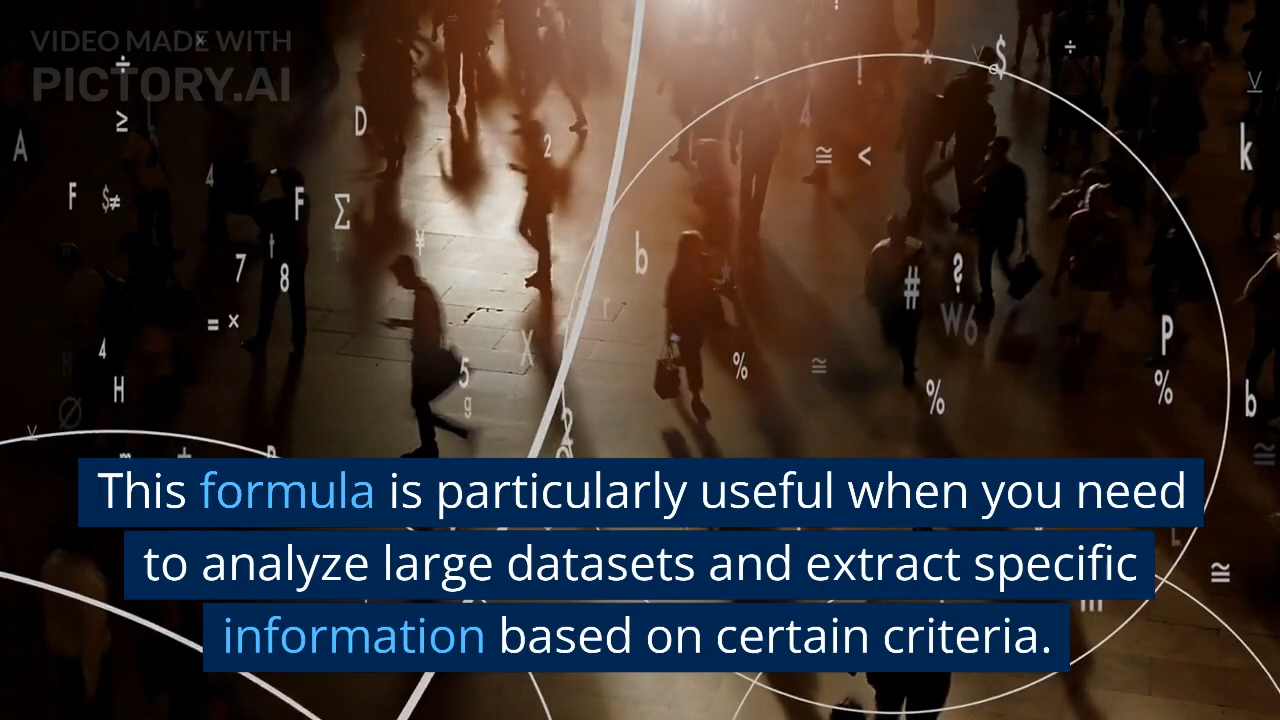 VIDEO MADE WITH
PICTORY.AI
This formula is particularly useful when you need
to analyze large datasets and extract specific
information based on certain criteria.